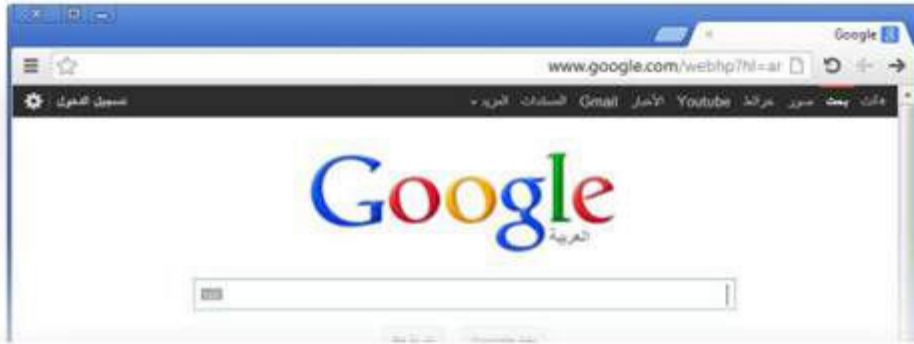 Google
www.google.com/webhp?hl=ar
أنت+ بحث صور خرائط Youtube الأخبار Gmail المستندات المزيد
تسجيل الدخول
Google
العربية